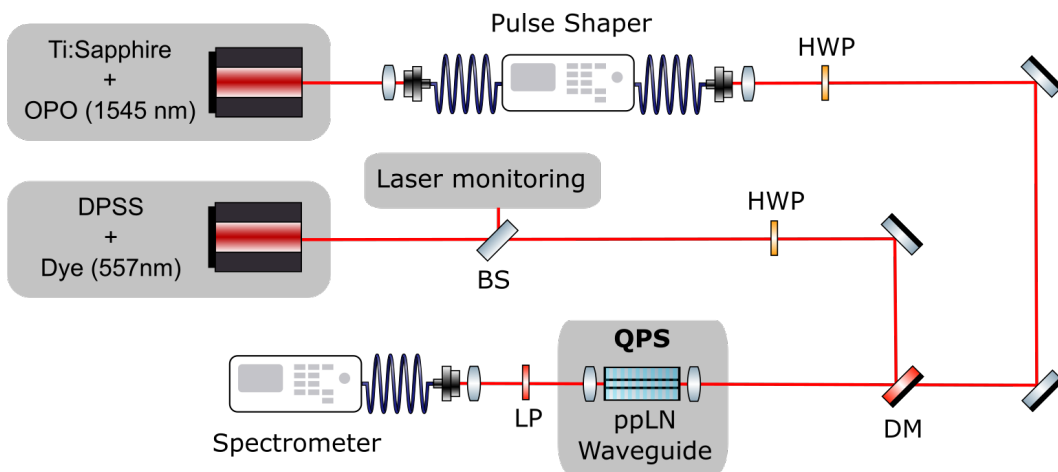 Pulse Shaper
Ti:Sapphire
+
OPO (1545 nm)
HWP
Laser monitoring
DPSS
+
Dye (557nm)
BS
HWP
QPS
ppLN
Waveguide
LP
DM
Spectrometer